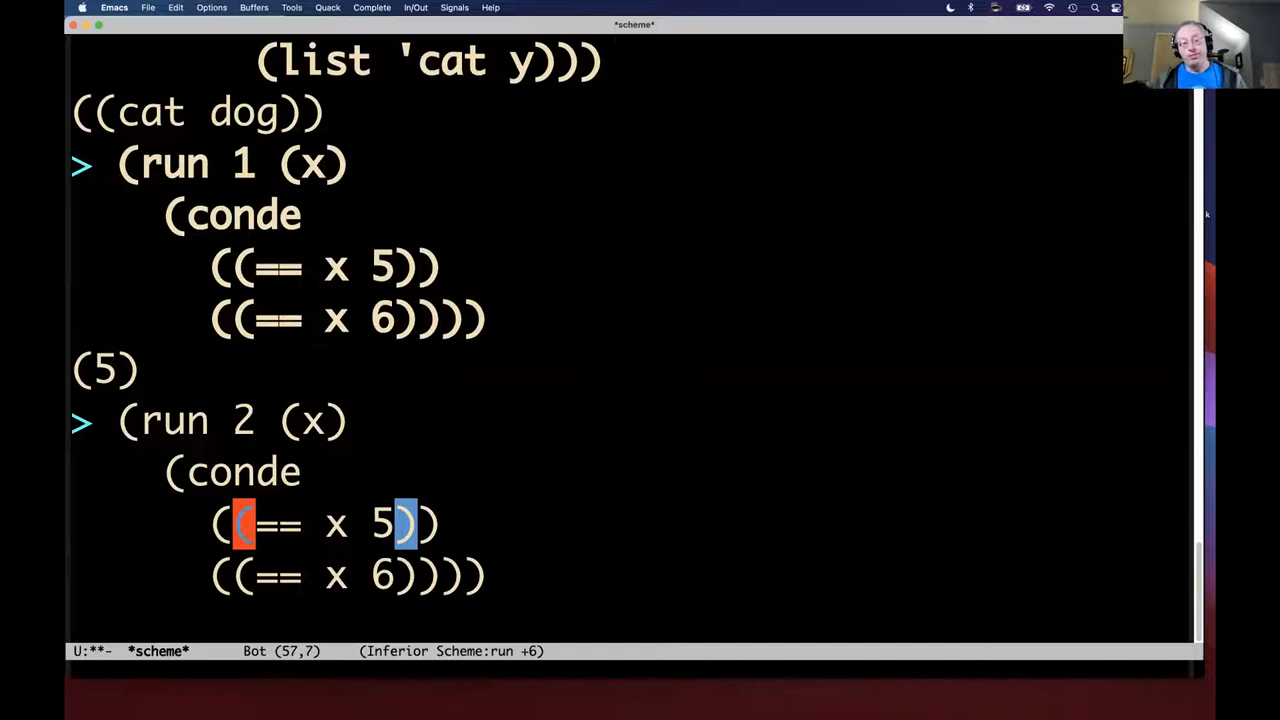 Emacs File Edit Options Buffers Tools Quack Complete In/Out Signals Help
*scheme*
(list 'cat y)))
((cat dog))
> (run 1 (x)
(conde
((== x 5))
((== x 6))))
(5)
> (run 2 (x)
(conde
((== x 5))
((== x 6))))
U:**- *scheme* Bot (57,7) (Inferior Scheme:run +6)
k